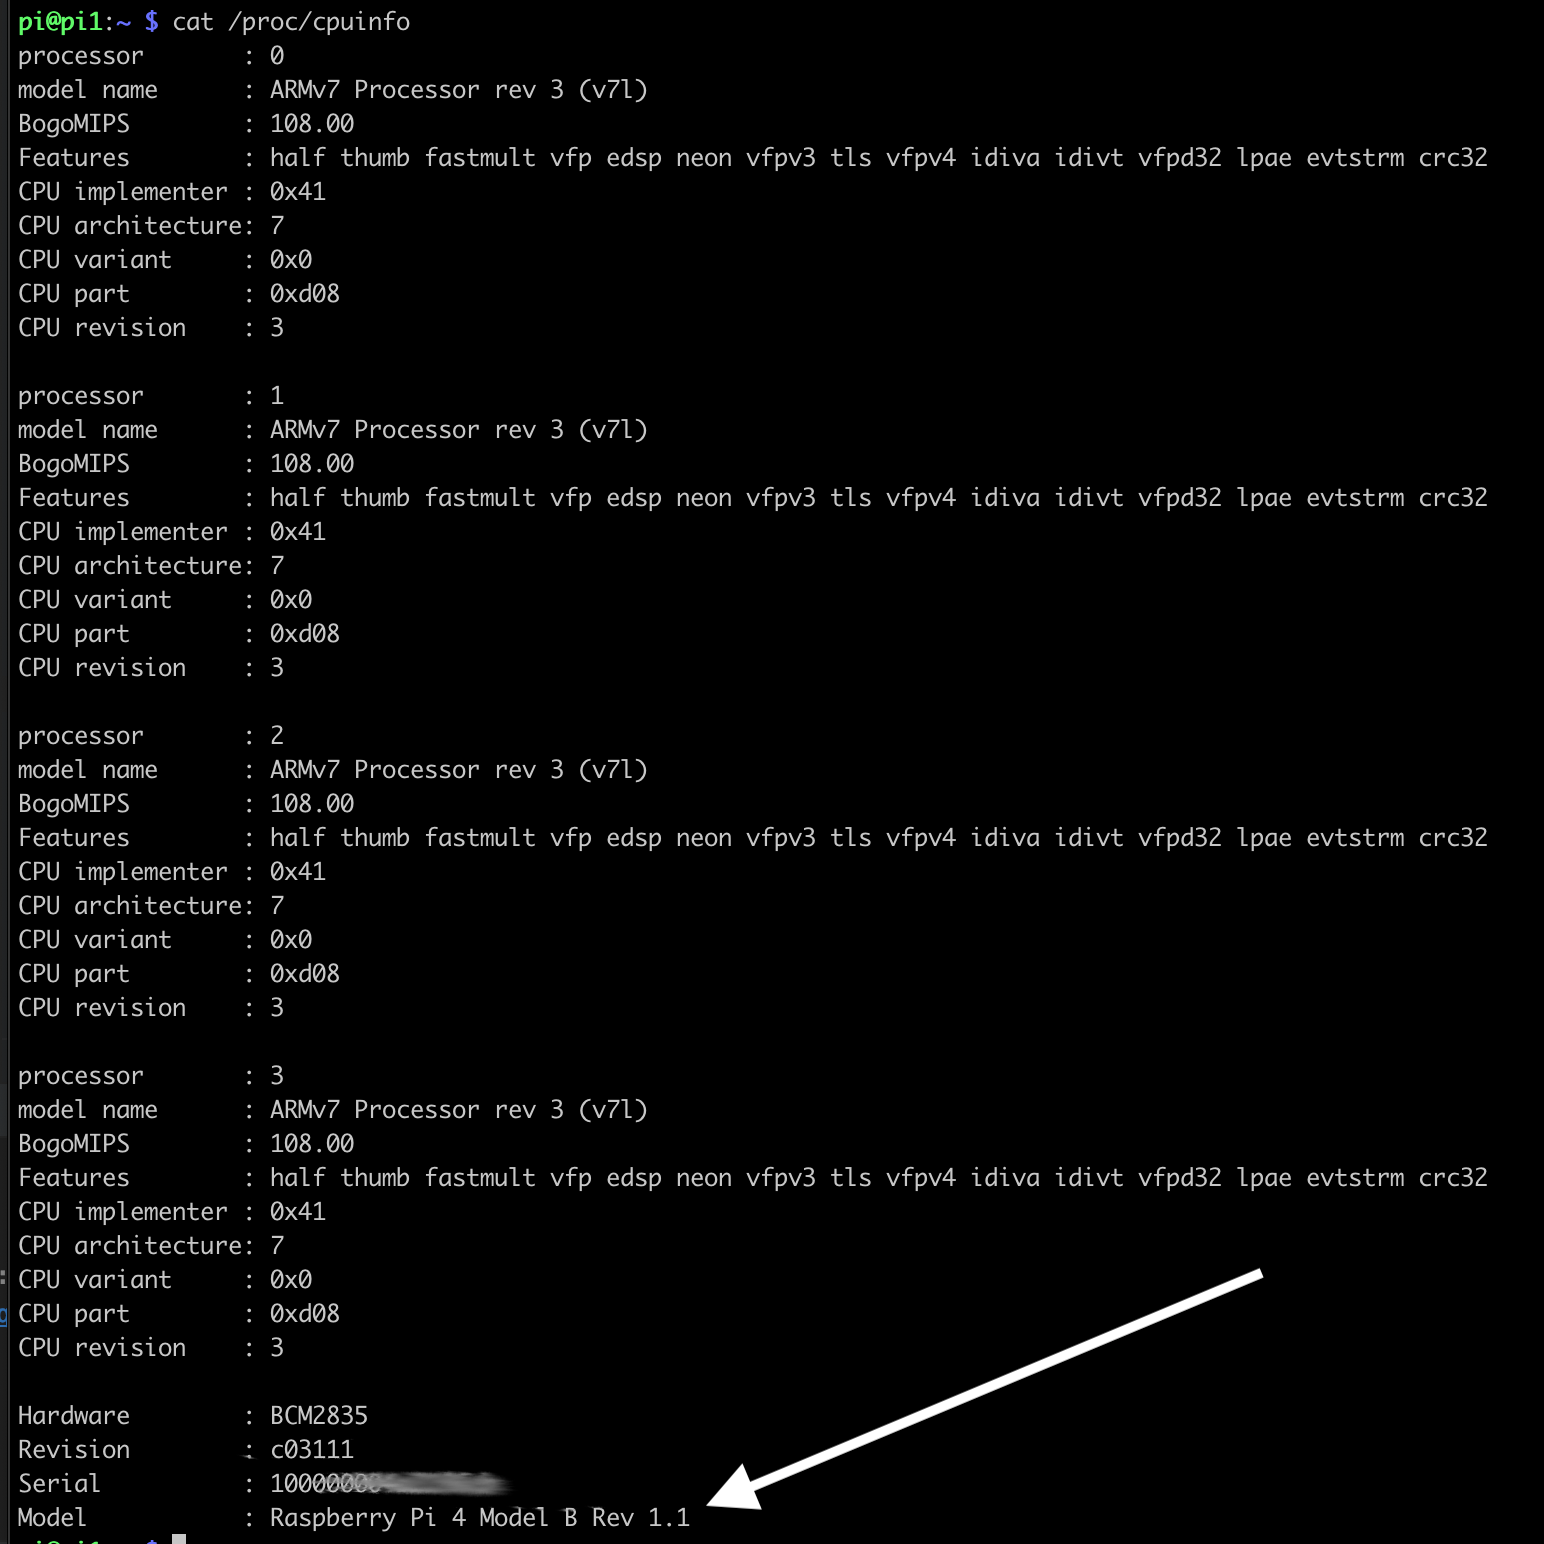 pi@pi1:~ $ cat /proc/cpuinfo
processor       : 0
model name      : ARMv7 Processor rev 3 (v7l)
BogoMIPS        : 108.00
Features        : half thumb fastmult vfp edsp neon vfpv3 tls vfpv4 idiva idivt vfpd32 lpae evtstrm crc32
CPU implementer : 0x41
CPU architecture: 7
CPU variant     : 0x0
CPU part        : 0xd08
CPU revision    : 3

processor       : 1
model name      : ARMv7 Processor rev 3 (v7l)
BogoMIPS        : 108.00
Features        : half thumb fastmult vfp edsp neon vfpv3 tls vfpv4 idiva idivt vfpd32 lpae evtstrm crc32
CPU implementer : 0x41
CPU architecture: 7
CPU variant     : 0x0
CPU part        : 0xd08
CPU revision    : 3

processor       : 2
model name      : ARMv7 Processor rev 3 (v7l)
BogoMIPS        : 108.00
Features        : half thumb fastmult vfp edsp neon vfpv3 tls vfpv4 idiva idivt vfpd32 lpae evtstrm crc32
CPU implementer : 0x41
CPU architecture: 7
CPU variant     : 0x0
CPU part        : 0xd08
CPU revision    : 3

processor       : 3
model name      : ARMv7 Processor rev 3 (v7l)
BogoMIPS        : 108.00
Features        : half thumb fastmult vfp edsp neon vfpv3 tls vfpv4 idiva idivt vfpd32 lpae evtstrm crc32
CPU implementer : 0x41
CPU architecture: 7
CPU variant     : 0x0
CPU part        : 0xd08
CPU revision    : 3

Hardware        : BCM2835
Revision        : c03111
Serial          :
Model           : Raspberry Pi 4 Model B Rev 1.1